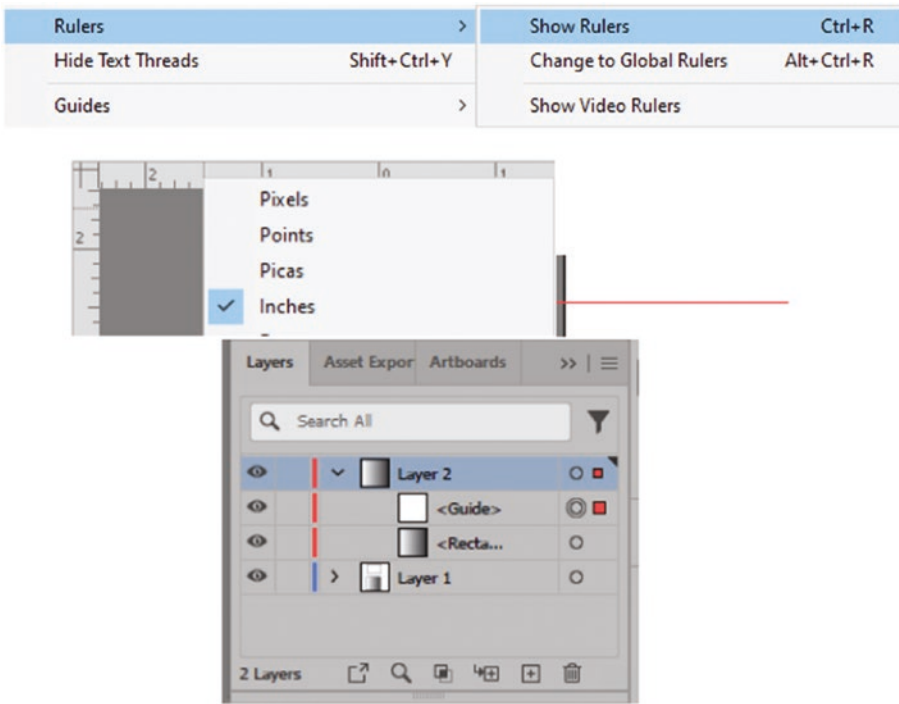 Rulers > Show Rulers Ctrl+R
Hide Text Threads Shift+Ctrl+Y Change to Global Rulers Alt+Ctrl+R
Guides > Show Video Rulers
2 1 0 1
Pixels
2 Points
Picas
Inches
Layers Asset Expor Artboards >>
Search All
Layer 2
<Guide>
<Recta...
> Layer 1
2 Layers